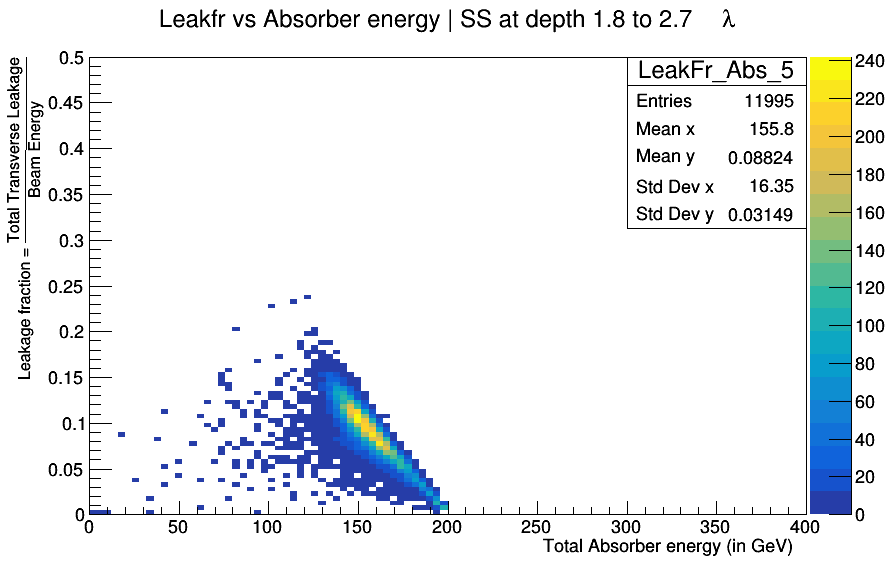 Leakfr vs Absorber energy | SS at depth 1.8 to 2.7 λ
Leakage fraction = Total Transverse Leakage
Beam Energy
0.5
0.45
0.4
0.35
0.3
0.25
0.2
0.15
0.1
0.05
0
LeakFr_Abs_5
Entries 11995
Mean x 155.8
Mean y 0.08824
Std Dev x 16.35
Std Dev y 0.03149
240
220
200
180
160
140
120
100
80
60
40
20
0
0 50 100 150 200 250 300 350 400
Total Absorber energy (in GeV)